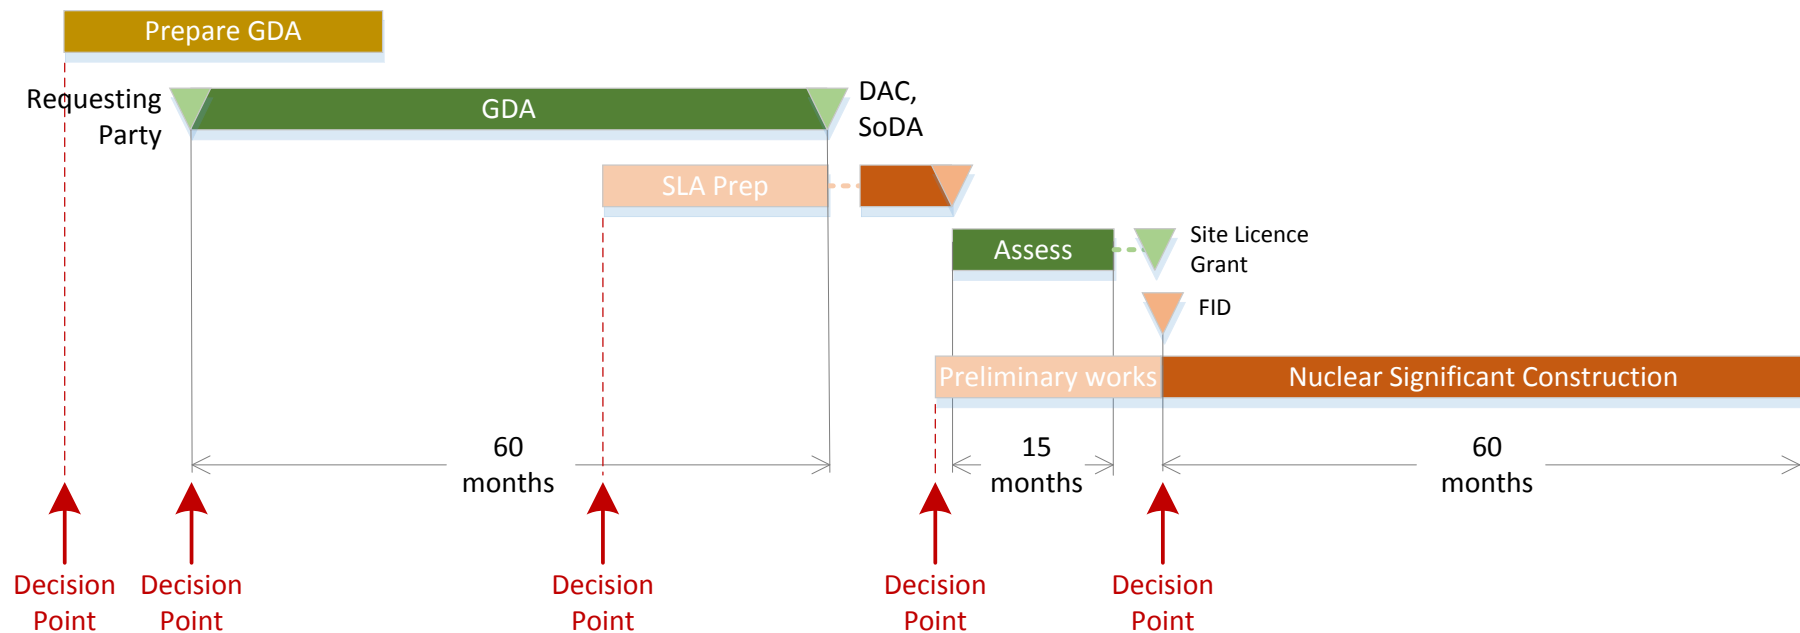 Prepare GDA
Requesting
Party
GDA
DAC,
SoDA
SLA Prep
Assess
Site Licence
Grant
FID
Preliminary works
Nuclear Significant Construction
60
months
15
months
60
months
Decision
Point
Decision
Point
Decision
Point
Decision
Point
Decision
Point